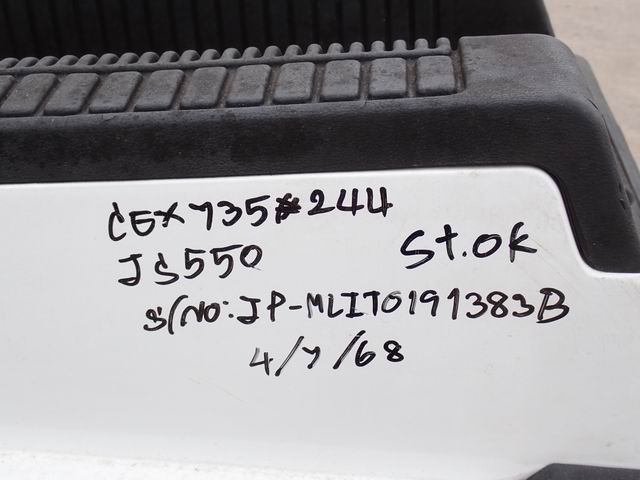 CEX735#244
JS550 St.OK
S/NO:JP-MLIT0191383B
4/7/68